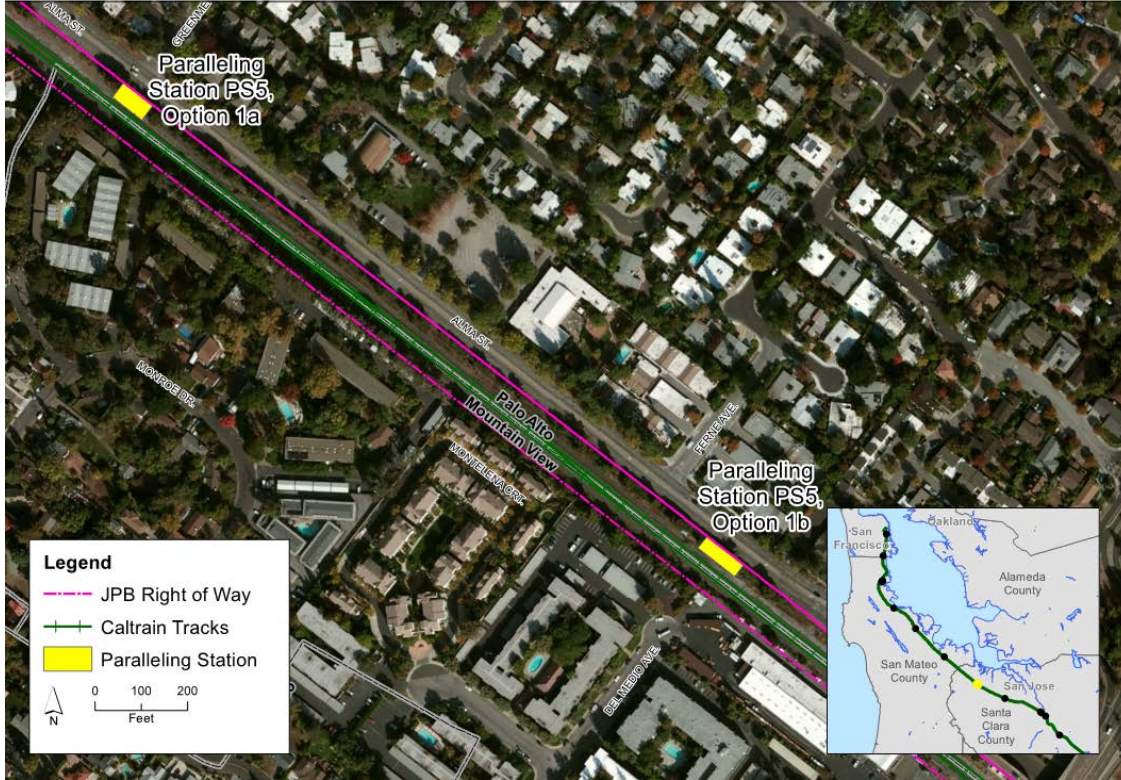 ALMA ST.
GREENME
Paralleling
Station PS5,
Option 1a
ALMA ST.
MONROE DR.
Palo Alto
Mountain View
MONTELENA CRT.
FERNE AVE.
Paralleling
Station PS5,
Option 1b
DEL MEDIO AVE.
Legend
JPB Right of Way
Caltrain Tracks
Paralleling Station
N
0 100 200
Feet
San
Francisco
Oakland
Alameda
County
San Mateo
County
San Jose
Santa
Clara
County